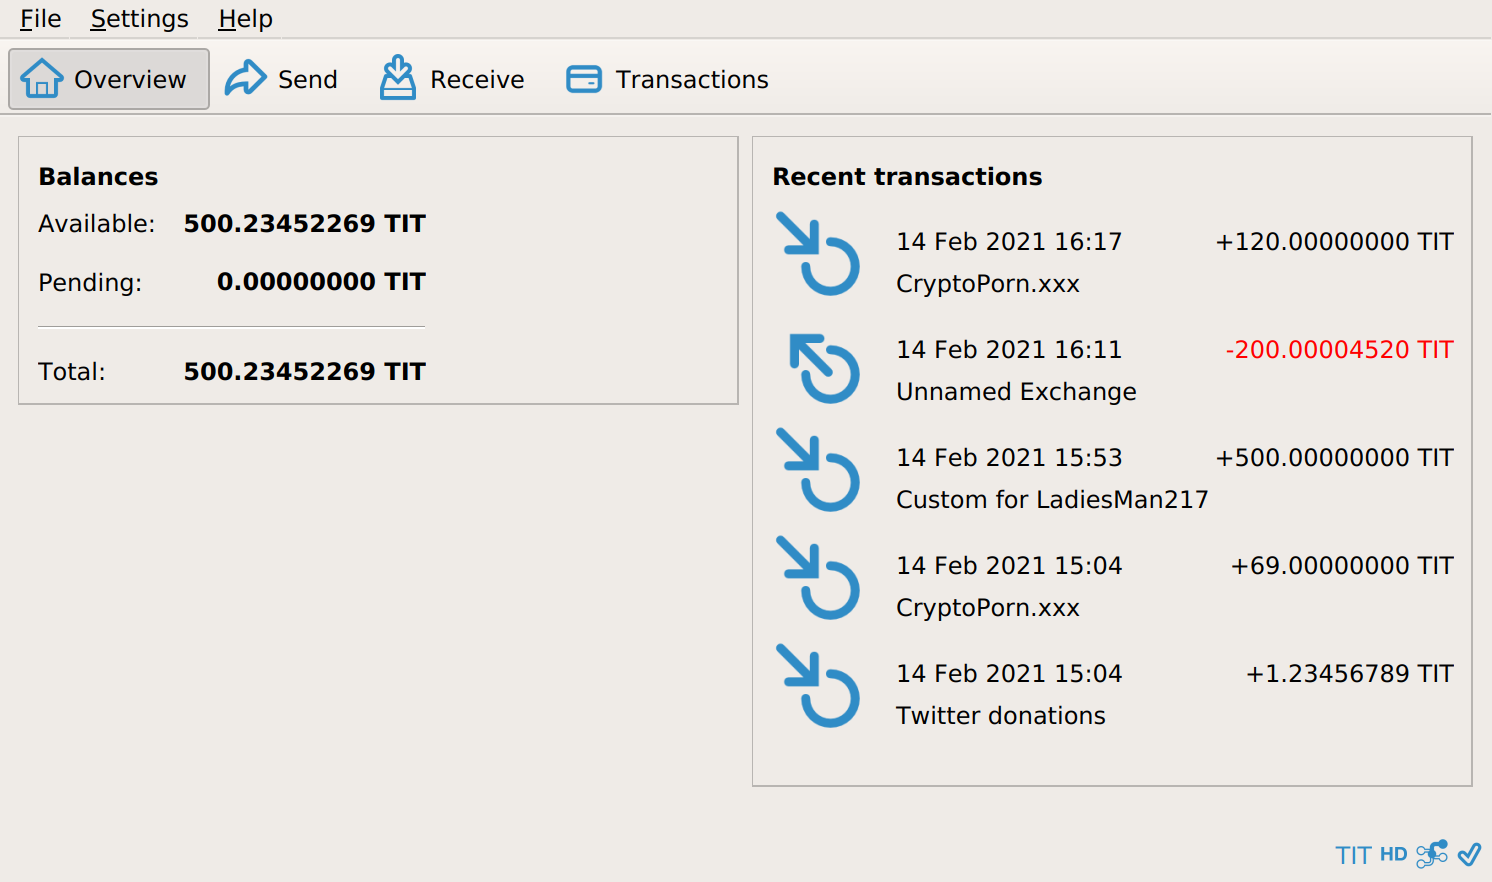 File Settings Help
Overview Send Receive Transactions
Balances
Available: 500.23452269 TIT
Pending: 0.00000000 TIT
Total: 500.23452269 TIT
Recent transactions
14 Feb 2021 16:17 +120.00000000 TIT
CryptoPorn.xxx
14 Feb 2021 16:11 -200.00004520 TIT
Unnamed Exchange
14 Feb 2021 15:53 +500.00000000 TIT
Custom for LadiesMan217
14 Feb 2021 15:04 +69.00000000 TIT
CryptoPorn.xxx
14 Feb 2021 15:04 +1.23456789 TIT
Twitter donations
TIT HD